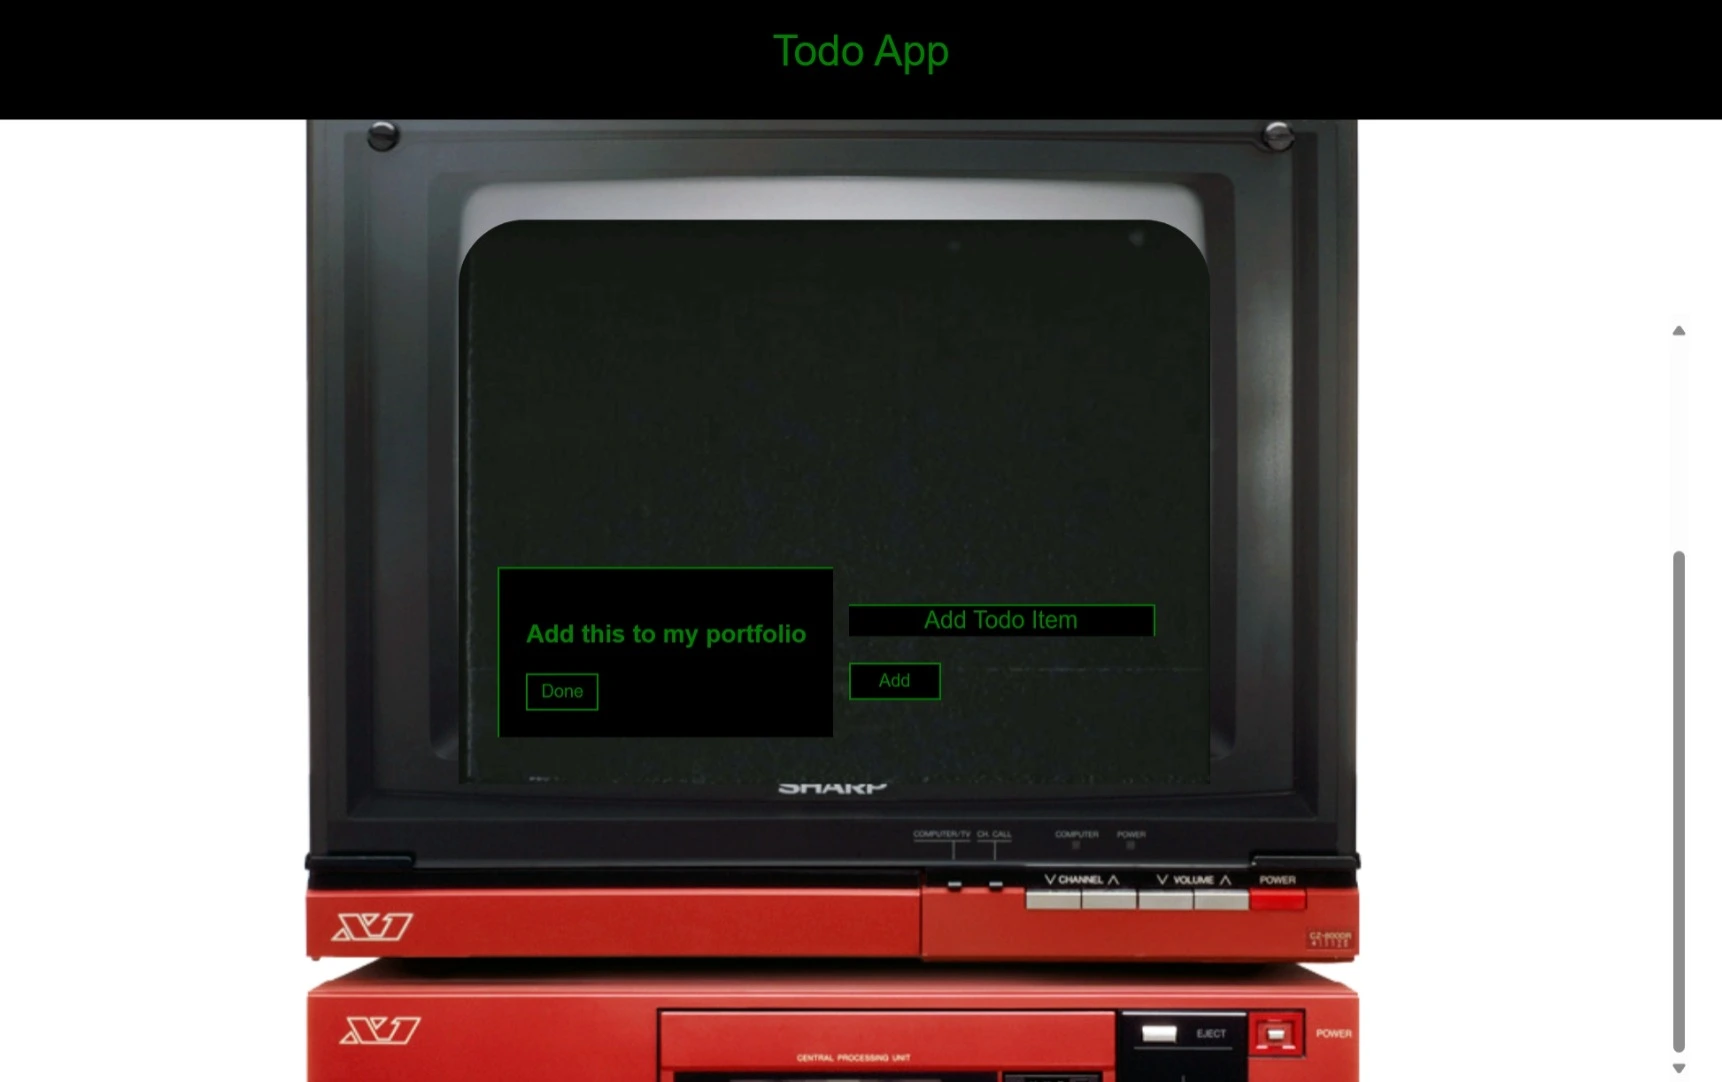 Todo App
Add this to my portfolio
Done
Add Todo Item
Add
SHARP
COMPUTER/TV CH. CALL COMPUTER POWER
CHANNEL VOLUME POWER
X1
CZ-800DR
X1
EJECT
POWER
CENTRAL PROCESSING UNIT